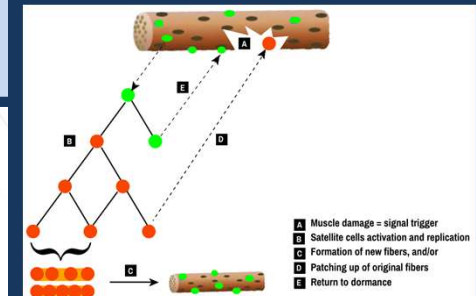 A
E
B
D
A Muscle damage = signal trigger
B Satellite cells activation and replication
C Formation of new fibers, and/or
D Patching up of original fibers
E Return to dormance
C